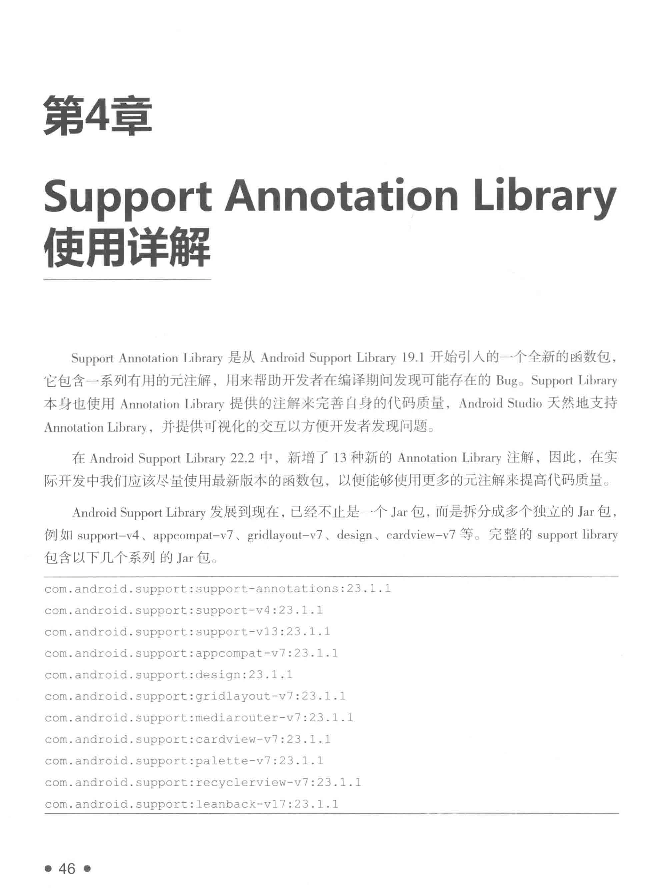 第4章
Support Annotation Library
使用详解
Support Annotation Library 是从 Android Support Library 19.1 开始引入的一个全新的函数包，
它包含一系列有用的元注解，用来帮助开发者在编译期间发现可能存在的 Bug。Support Library
本身也使用 Annotation Library 提供的注解来完善自身的代码质量，Android Studio 天然地支持
Annotation Library，并提供可视化的交互以方便开发者发现问题。
在 Android Support Library 22.2 中，新增了 13 种新的 Annotation Library 注解，因此，在实
际开发中我们应该尽量使用最新版本的函数包，以便能够使用更多的元注解来提高代码质量。
Android Support Library 发展到现在，已经不止是一个 Jar 包，而是拆分成多个独立的 Jar 包，
例如 support-v4、appcompat-v7、gridlayout-v7、design、cardview-v7 等。完整的 support library
包含以下几个系列的 Jar 包。
com.android.support:support-annotations:23.1.1
com.android.support:support-v4:23.1.1
com.android.support:support-v13:23.1.1
com.android.support:appcompat-v7:23.1.1
com.android.support:design:23.1.1
com.android.support:gridlayout-v7:23.1.1
com.android.support:mediarouter-v7:23.1.1
com.android.support:cardview-v7:23.1.1
com.android.support:palette-v7:23.1.1
com.android.support:recyclerview-v7:23.1.1
com.android.support:leanback-v17:23.1.1
• 46 •